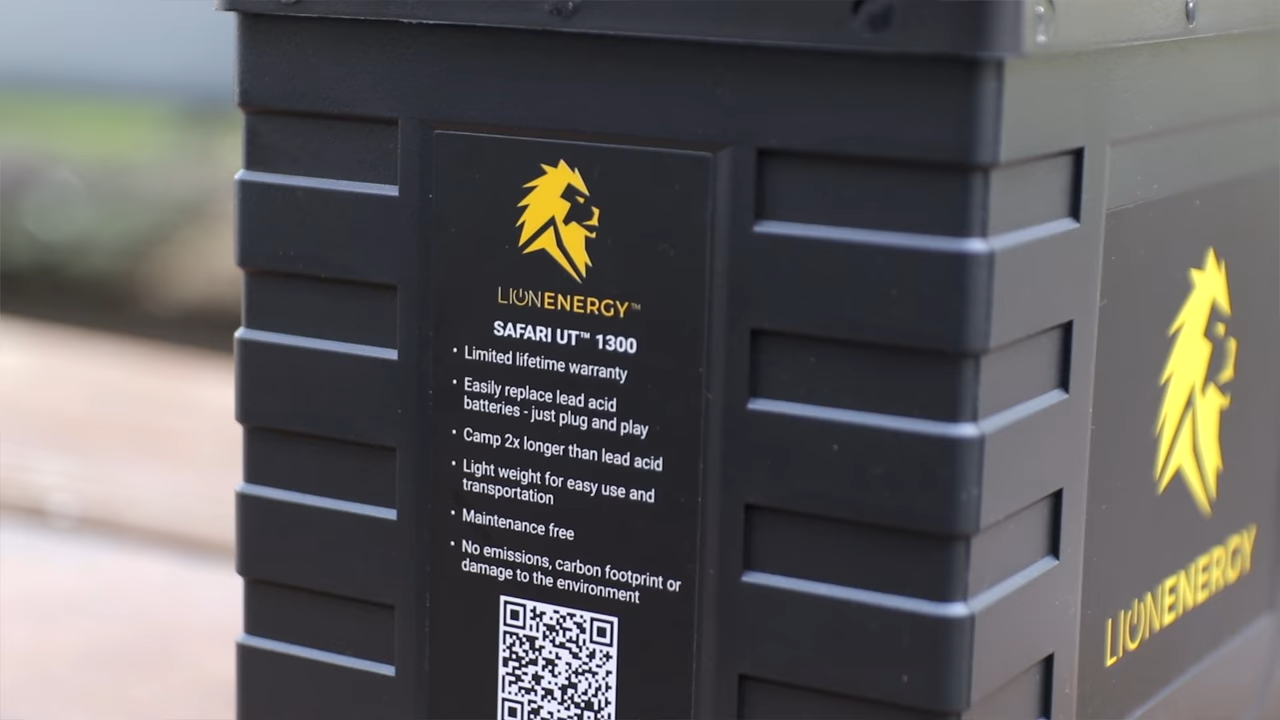 LIONENERGY™
SAFARI UT™ 1300
• Limited lifetime warranty
• Easily replace lead acid
batteries - just plug and play
• Camp 2x longer than lead acid
• Light weight for easy use and
transportation
• Maintenance free
• No emissions, carbon footprint or
damage to the environment
LIONENERGY